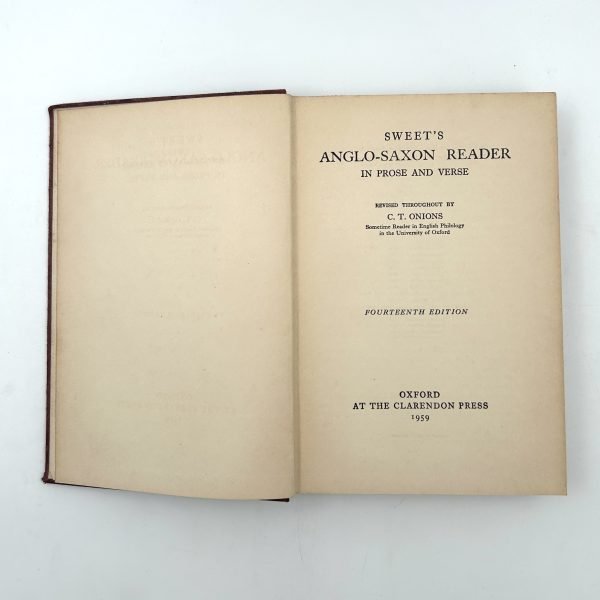 SWEET'S
ANGLO-SAXON READER
IN PROSE AND VERSE
REVISED THROUGHOUT BY
C. T. ONIONS
Sometime Reader in English Philology
in the University of Oxford
FOURTEENTH EDITION
OXFORD
AT THE CLARENDON PRESS
1959